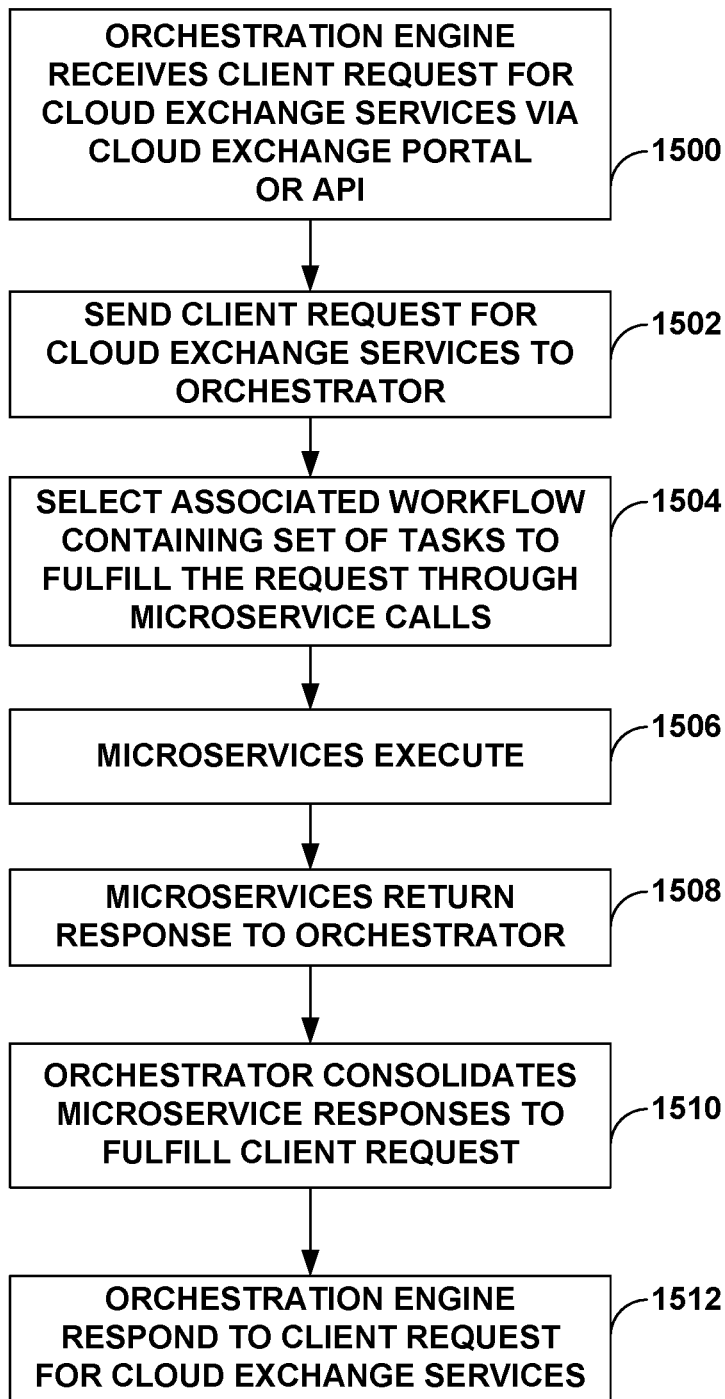 ORCHESTRATION ENGINE
RECEIVES CLIENT REQUEST FOR
CLOUD EXCHANGE SERVICES VIA
CLOUD EXCHANGE PORTAL
OR API
1500
SEND CLIENT REQUEST FOR
CLOUD EXCHANGE SERVICES TO
ORCHESTRATOR
1502
SELECT ASSOCIATED WORKFLOW
CONTAINING SET OF TASKS TO
FULFILL THE REQUEST THROUGH
MICROSERVICE CALLS
1504
MICROSERVICES EXECUTE
1506
MICROSERVICES RETURN
RESPONSE TO ORCHESTRATOR
1508
ORCHESTRATOR CONSOLIDATES
MICROSERVICE RESPONSES TO
FULFILL CLIENT REQUEST
1510
ORCHESTRATION ENGINE
RESPOND TO CLIENT REQUEST
FOR CLOUD EXCHANGE SERVICES
1512